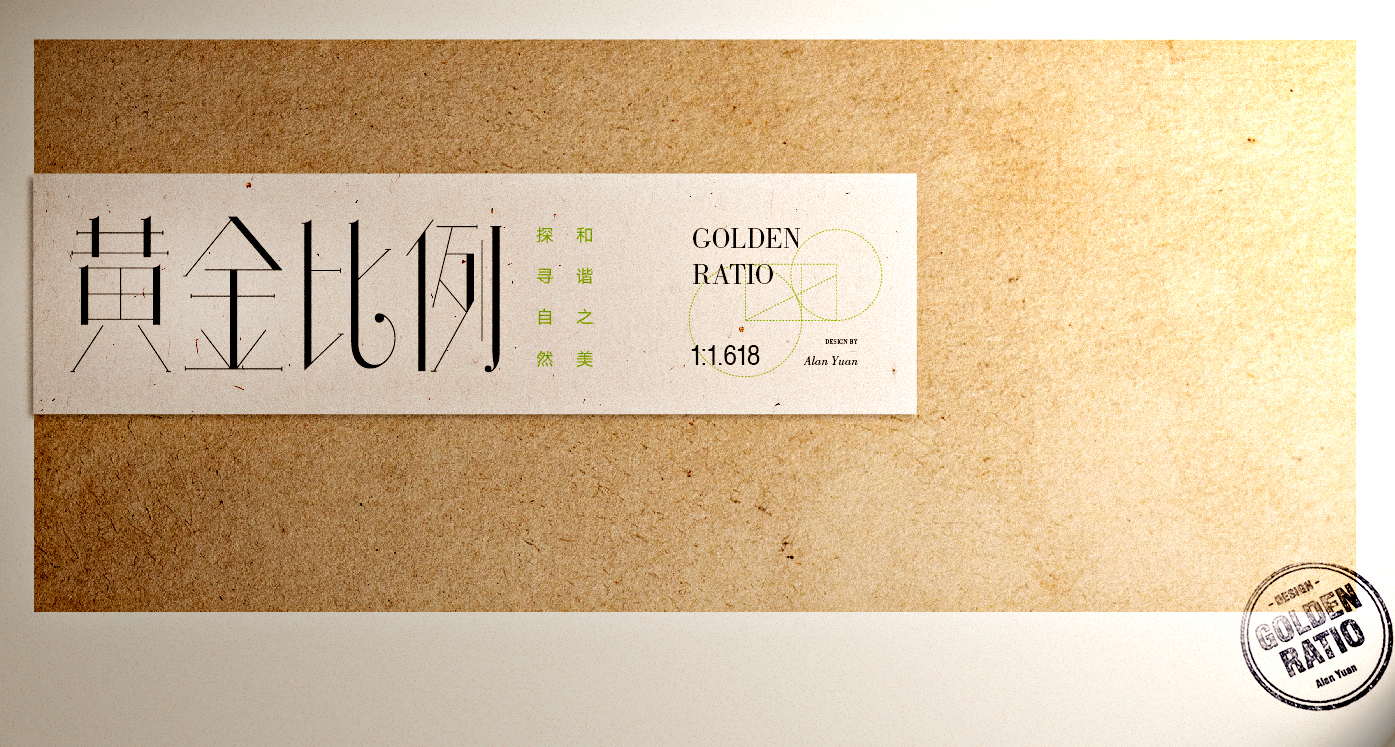 黄金比例
探寻自然
和谐之美
GOLDEN
RATIO
1:1.618
DESIGN BY
Alan Yuan
- DESIGN -
GOLDEN
RATIO
Alan Yuan